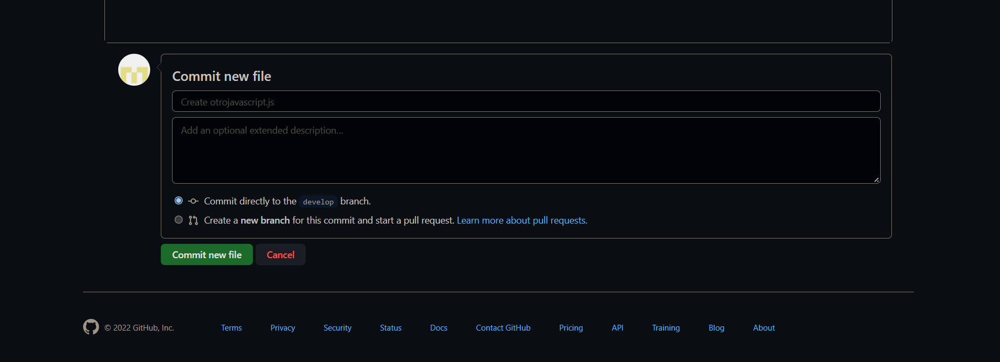 Commit new file
Create otrojavascript.js
Add an optional extended description...
Commit directly to the develop branch.
Create a new branch for this commit and start a pull request. Learn more about pull requests.
Commit new file Cancel
© 2022 GitHub, Inc. Terms Privacy Security Status Docs Contact GitHub Pricing API Training Blog About